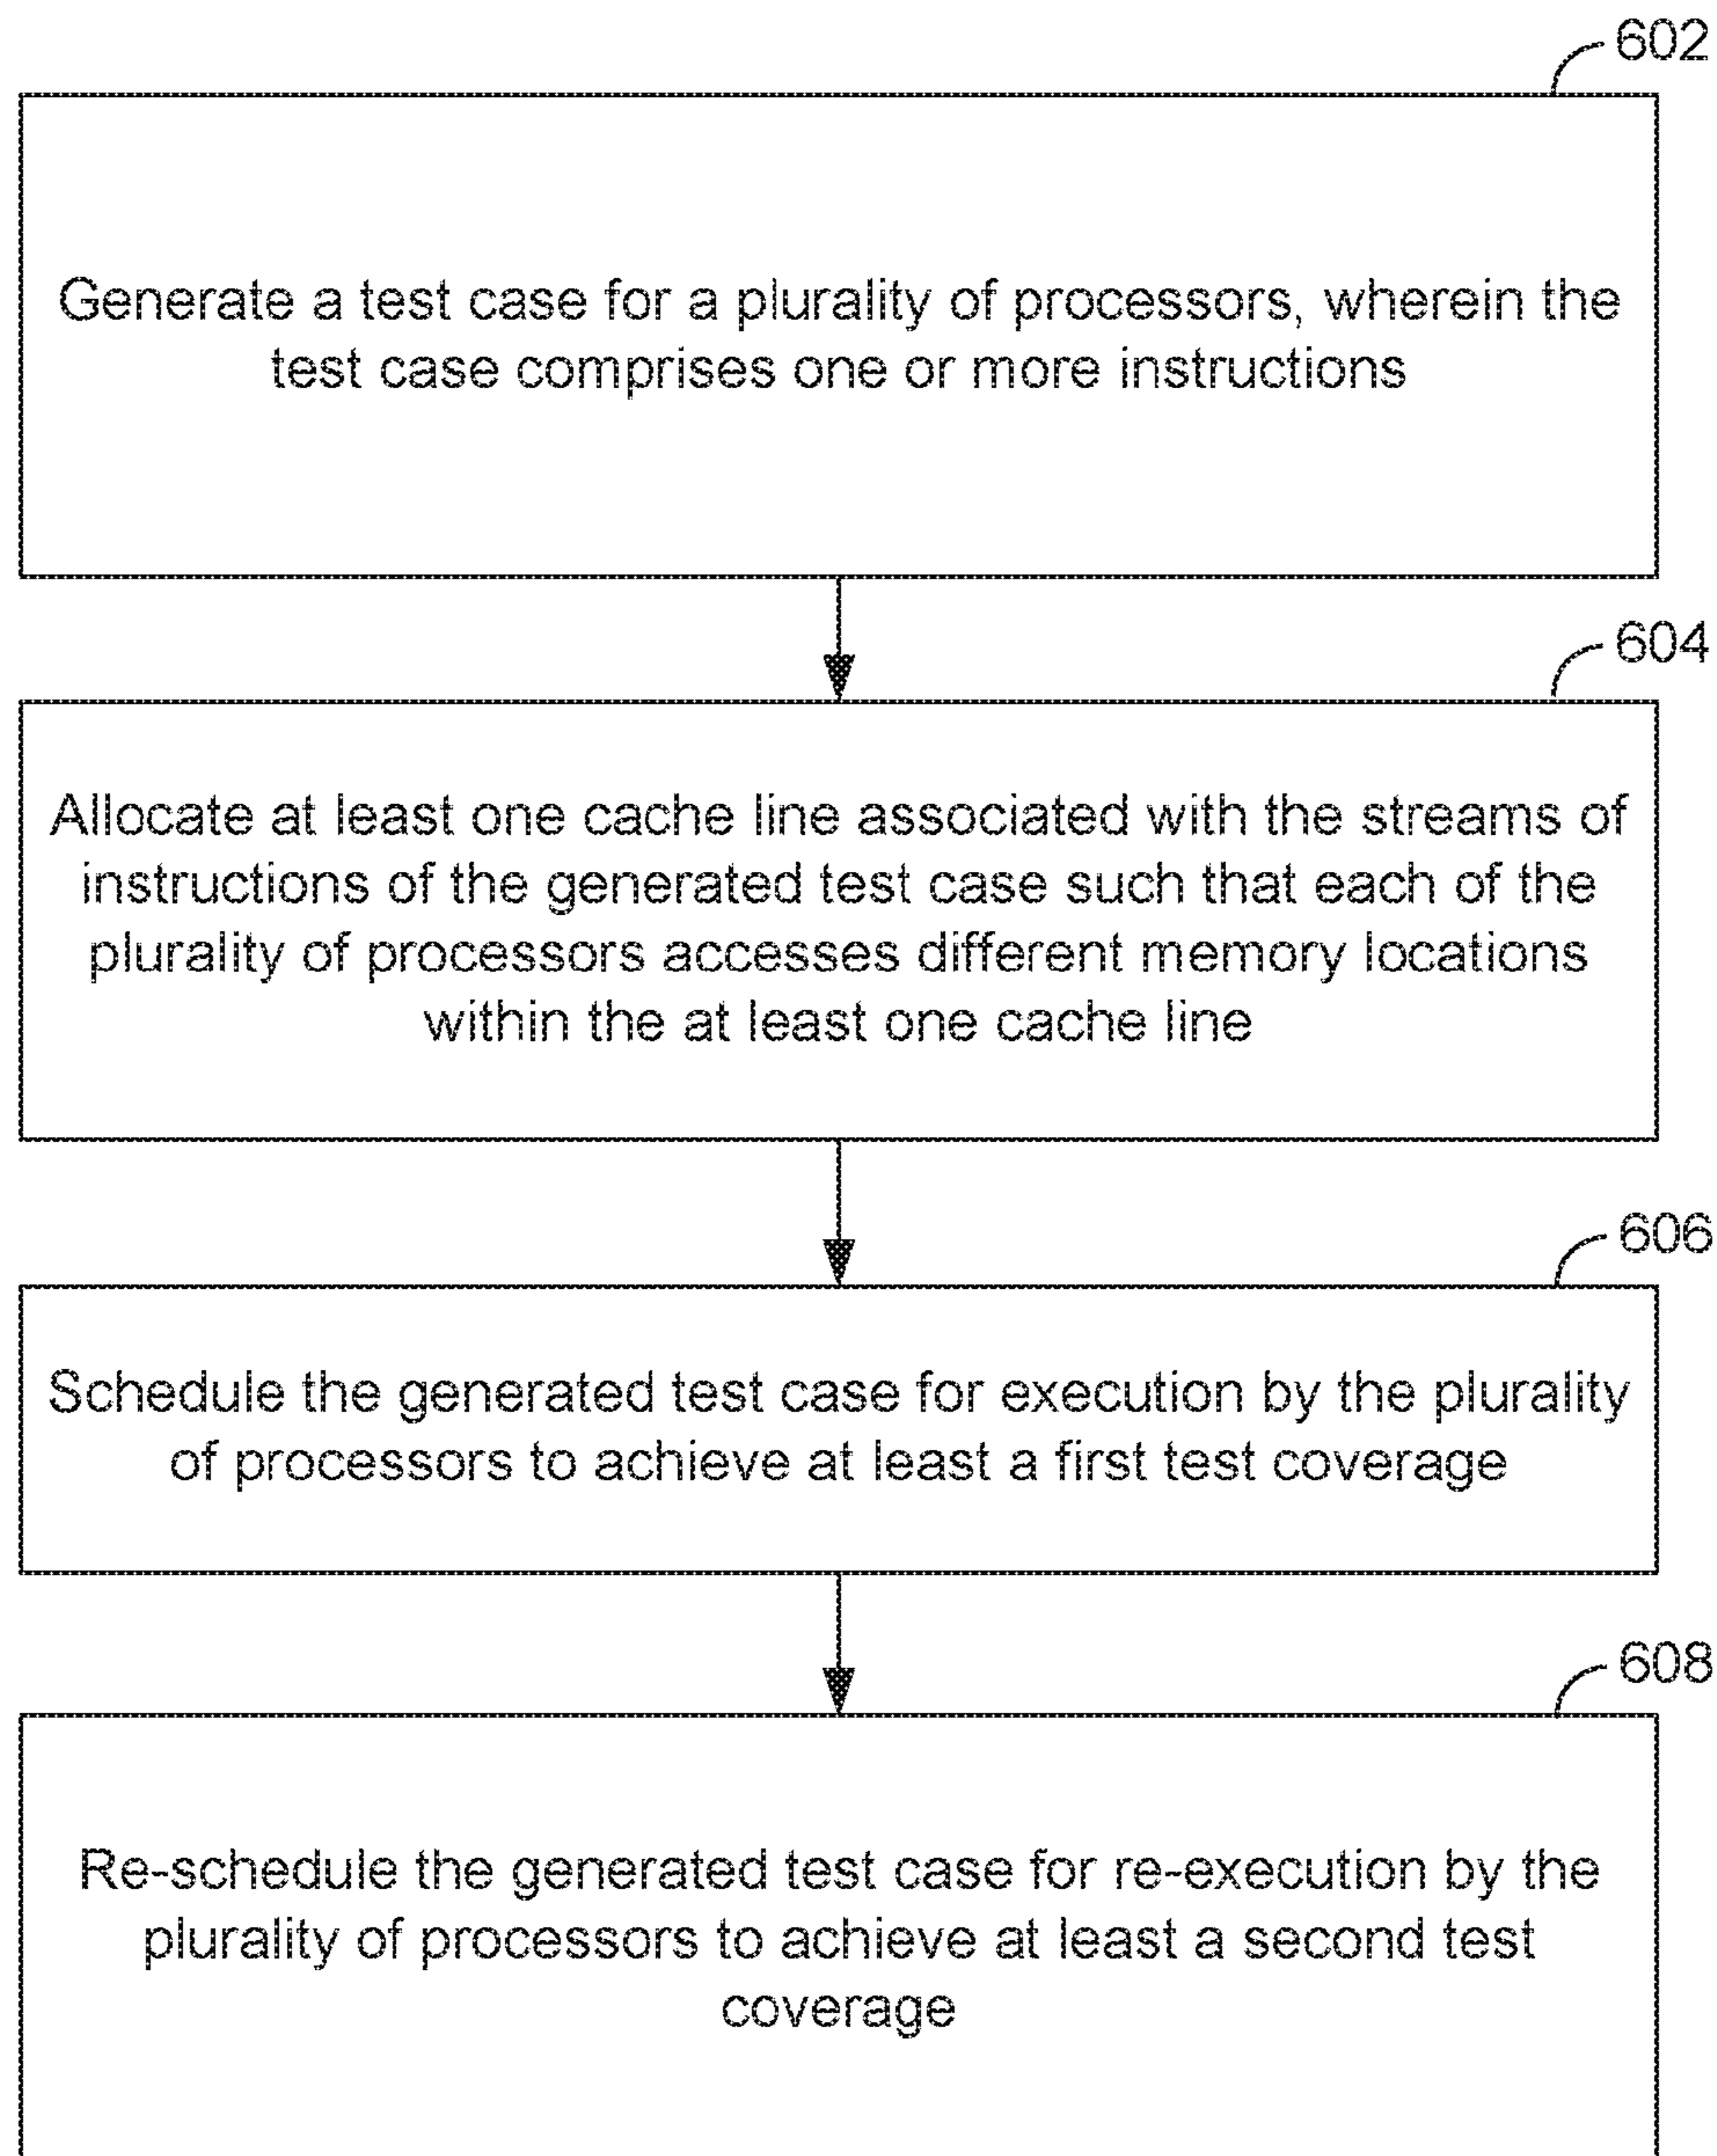 602
Generate a test case for a plurality of processors, wherein the
test case comprises one or more instructions
604
Allocate at least one cache line associated with the streams of
instructions of the generated test case such that each of the
plurality of processors accesses different memory locations
within the at least one cache line
606
Schedule the generated test case for execution by the plurality
of processors to achieve at least a first test coverage
608
Re-schedule the generated test case for re-execution by the
plurality of processors to achieve at least a second test
coverage